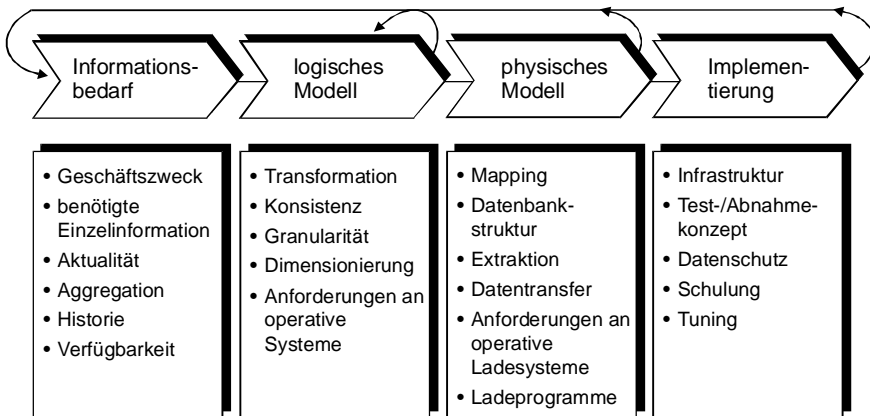 Informations-
bedarf
logisches
Modell
physisches
Modell
Implemen-
tierung
• Geschäftszweck
• benötigte
Einzelinformation
• Aktualität
• Aggregation
• Historie
• Verfügbarkeit
• Transformation
• Konsistenz
• Granularität
• Dimensionierung
• Anforderungen an
operative
Systeme
• Mapping
• Datenbank-
struktur
• Extraktion
• Datentransfer
• Anforderungen an
operative
Ladesysteme
• Ladeprogramme
• Infrastruktur
• Test-/Abnahme-
konzept
• Datenschutz
• Schulung
• Tuning